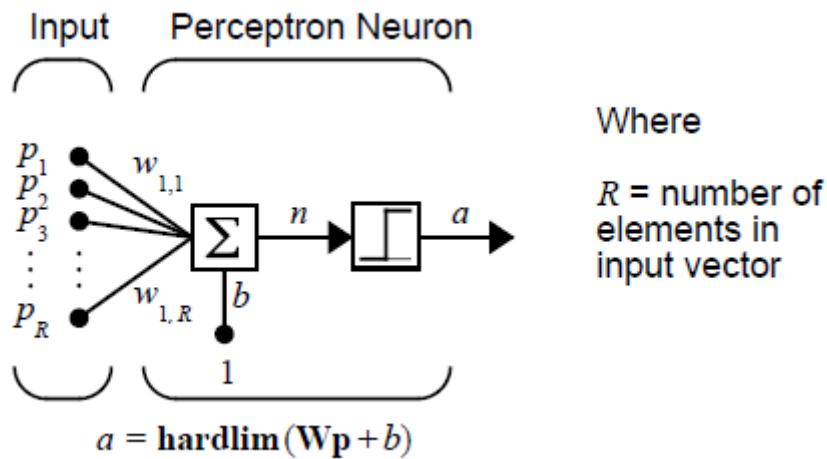 Input Perceptron Neuron
Where
R = number of
elements in
input vector
p1 w1,1
p2
p3
Σ n a
pR w1,R b
1
a = hardlim(Wp+b)